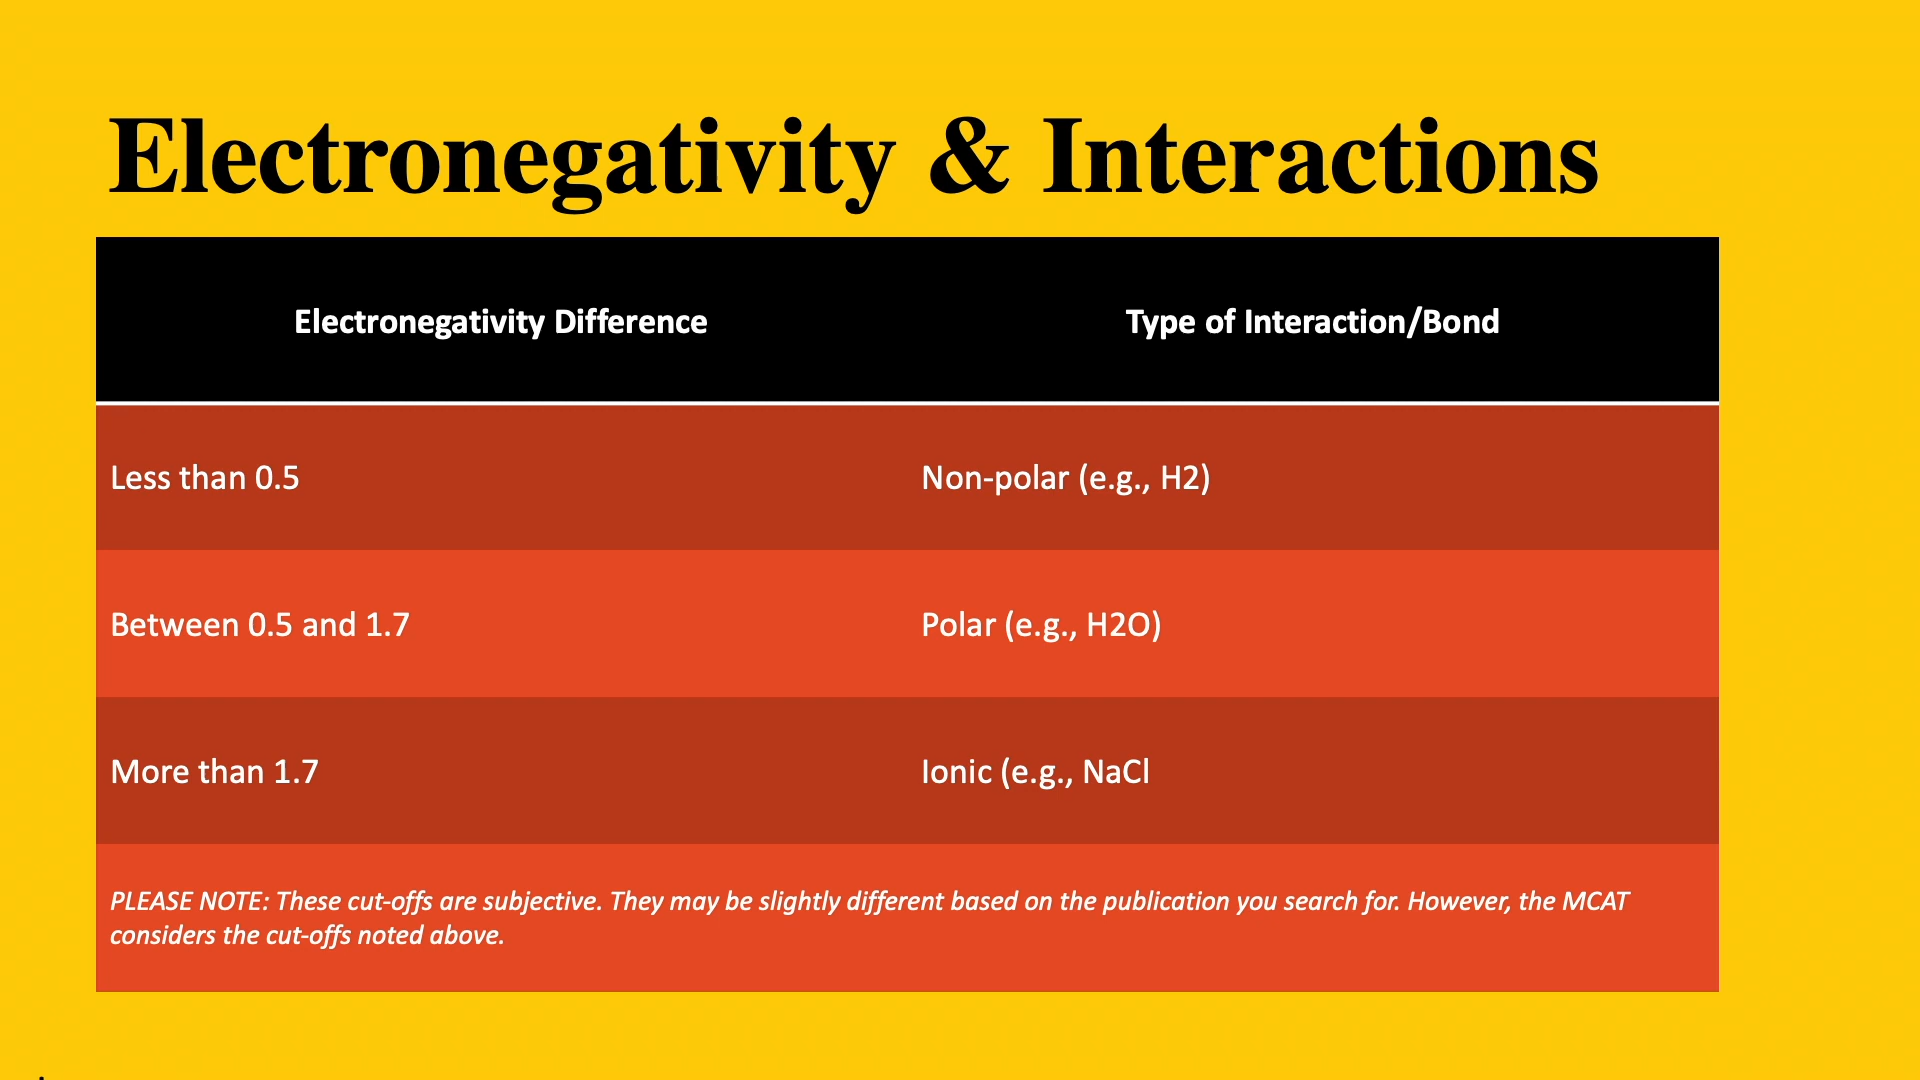 Electronegativity & Interactions
Electronegativity Difference
Type of Interaction/Bond
Less than 0.5
Non-polar (e.g., H2)
Between 0.5 and 1.7
Polar (e.g., H2O)
More than 1.7
Ionic (e.g., NaCl
PLEASE NOTE: These cut-offs are subjective. They may be slightly different based on the publication you search for. However, the MCAT
considers the cut-offs noted above.